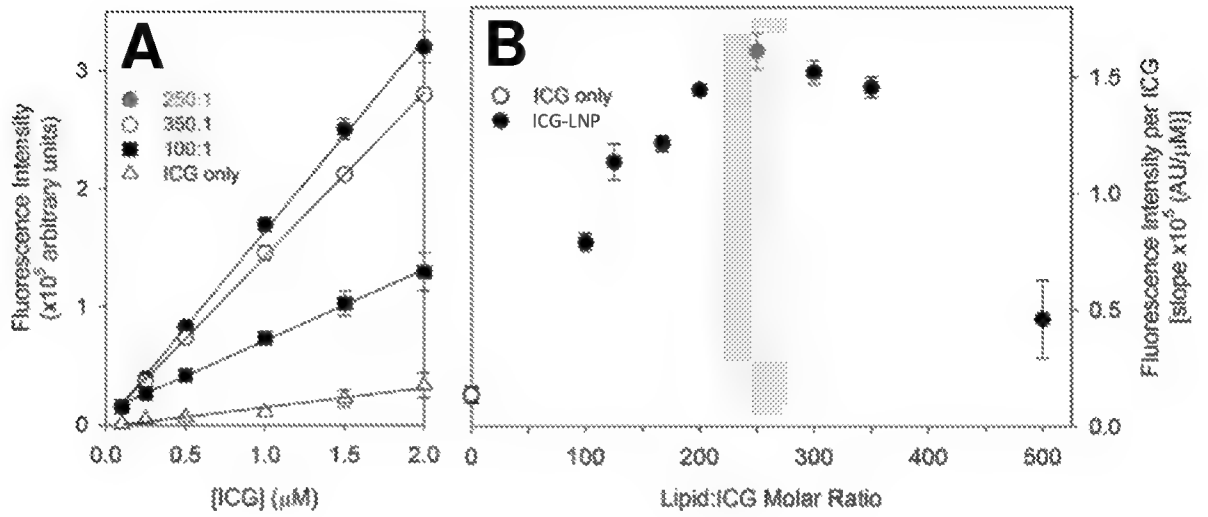 A
B
250:1
350:1
100:1
ICG only
ICG only
ICG-LNP
Fluorescence Intensity
(x10⁵ arbitrary units)
3
2
1
0
0.0 0.5 1.0 1.5 2.0
[ICG] (μM)
0 100 200 300 400 500
Lipid:ICG Molar Ratio
1.5
1.0
0.5
0.0
Fluorescence Intensity per ICG
[slope x10⁵ (AU/μM)]